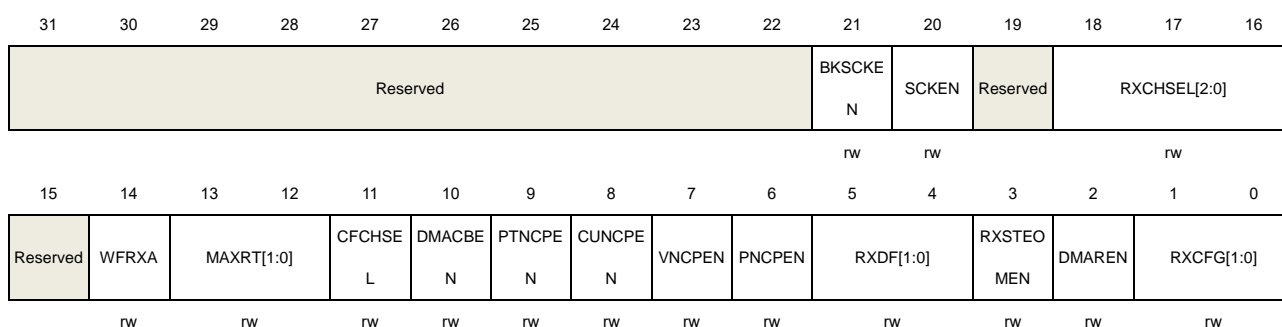 31 30 29 28 27 26 25 24 23 22 21 20 19 18 17 16
Reserved BKSCKE
N SCKEN Reserved RXCHSEL[2:0]
rw rw rw
15 14 13 12 11 10 9 8 7 6 5 4 3 2 1 0
Reserved WFRXA MAXRT[1:0] CFCHSE
L DMACBE
N PTNCPE
N CUNCPE
N VNCPEN PNCPEN RXDF[1:0] RXSTEO
MEN DMAREN RXCFG[1:0]
rw rw rw rw rw rw rw rw rw rw rw rw